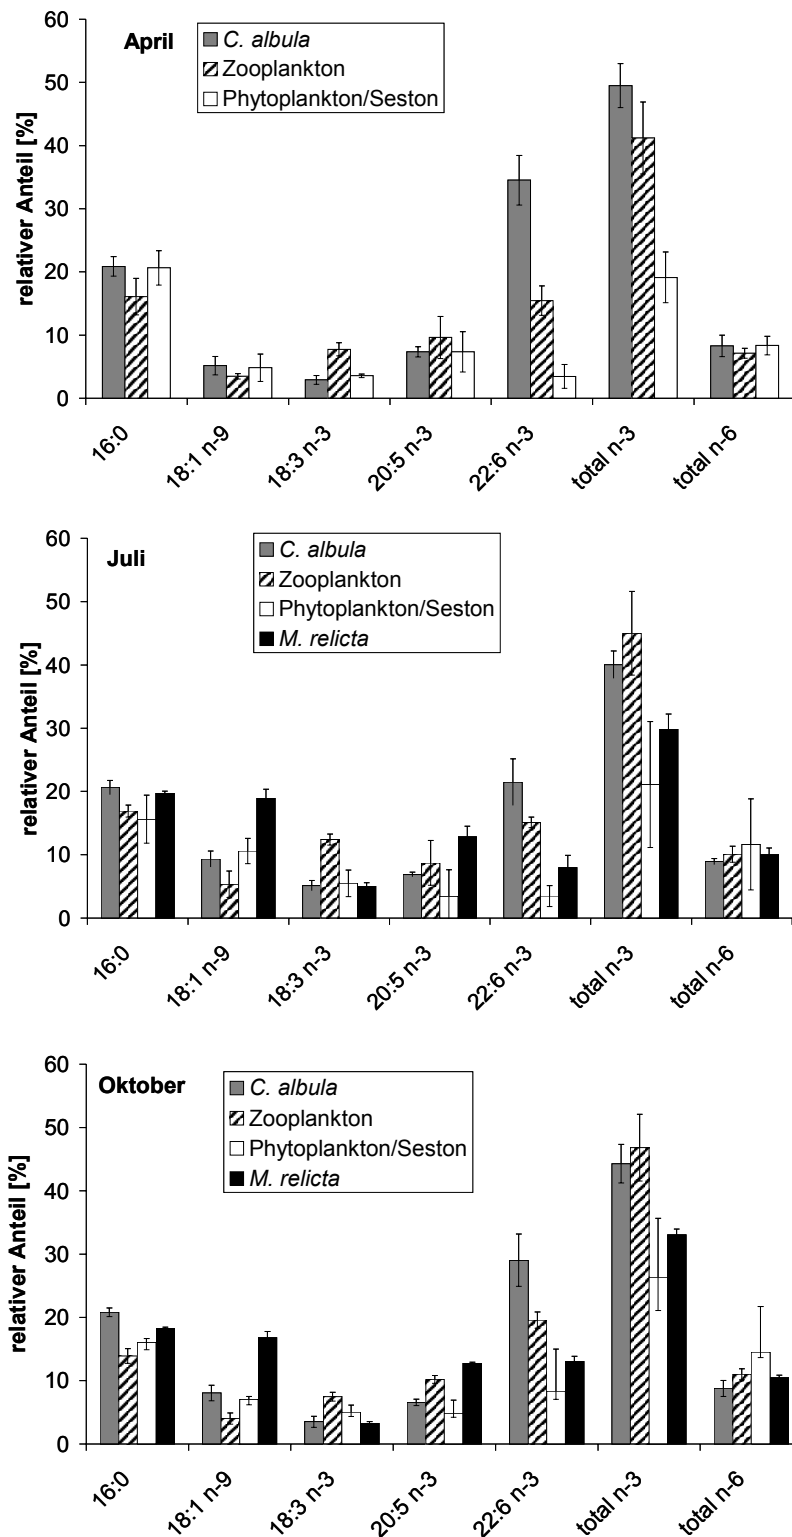 April
C. albula
Zooplankton
Phytoplankton/Seston
relativer Anteil [%]
60
50
40
30
20
10
0
16:0
18:1 n-9
18:3 n-3
20:5 n-3
22:6 n-3
total n-3
total n-6
Juli
C. albula
Zooplankton
Phytoplankton/Seston
M. relicta
relativer Anteil [%]
60
50
40
30
20
10
0
16:0
18:1 n-9
18:3 n-3
20:5 n-3
22:6 n-3
total n-3
total n-6
Oktober
C. albula
Zooplankton
Phytoplankton/Seston
M. relicta
relativer Anteil [%]
60
50
40
30
20
10
0
16:0
18:1 n-9
18:3 n-3
20:5 n-3
22:6 n-3
total n-3
total n-6